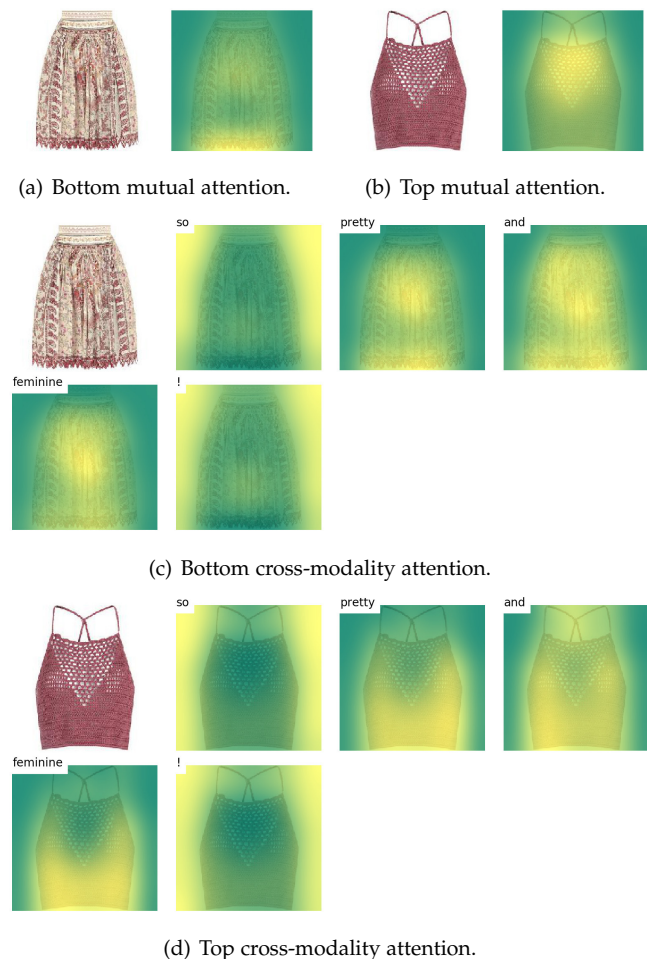 (a) Bottom mutual attention.
(b) Top mutual attention.
so
pretty
and
feminine
!
(c) Bottom cross-modality attention.
so
pretty
and
feminine
!
(d) Top cross-modality attention.